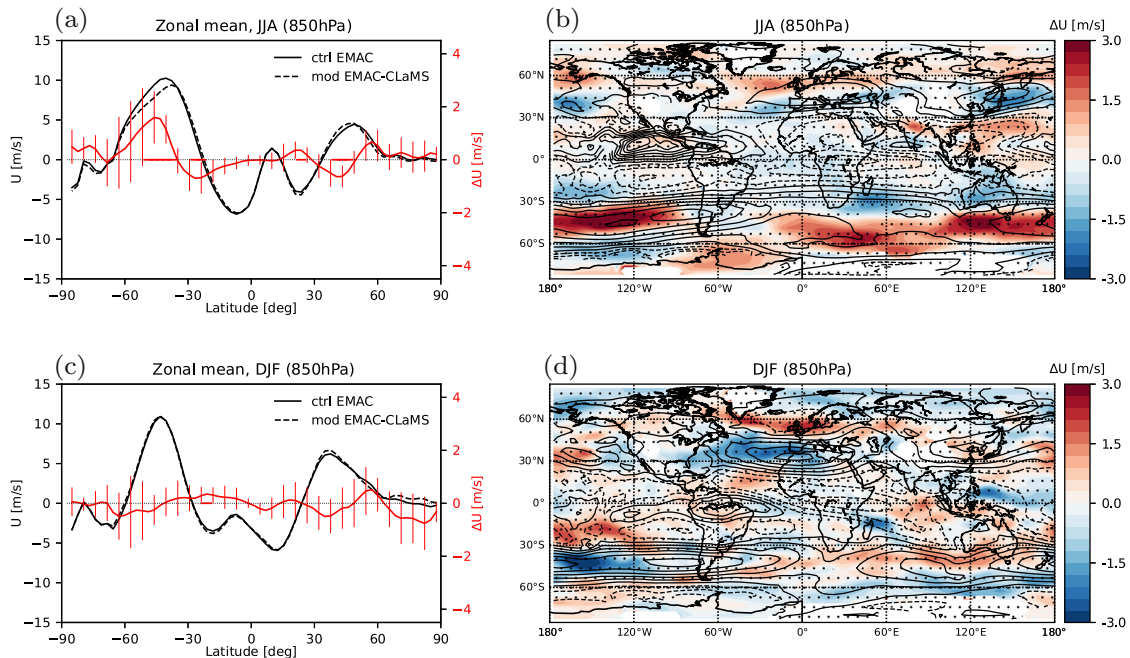 (a)
Zonal mean, JJA (850hPa)
15
10
5
0
−5
−10
−15
U [m/s]
ctrl EMAC
mod EMAC-CLaMS
4
2
0
−2
−4
ΔU [m/s]
−90 −60 −30 0 30 60 90
Latitude [deg]
(b)
JJA (850hPa)
60°N
30°N
0°
30°S
60°S
180° 120°W 60°W 0° 60°E 120°E 180°
ΔU [m/s]
3.0
1.5
0.0
−1.5
−3.0
(c)
Zonal mean, DJF (850hPa)
15
10
5
0
−5
−10
−15
U [m/s]
ctrl EMAC
mod EMAC-CLaMS
4
2
0
−2
−4
ΔU [m/s]
−90 −60 −30 0 30 60 90
Latitude [deg]
(d)
DJF (850hPa)
60°N
30°N
0°
30°S
60°S
180° 120°W 60°W 0° 60°E 120°E 180°
ΔU [m/s]
3.0
1.5
0.0
−1.5
−3.0